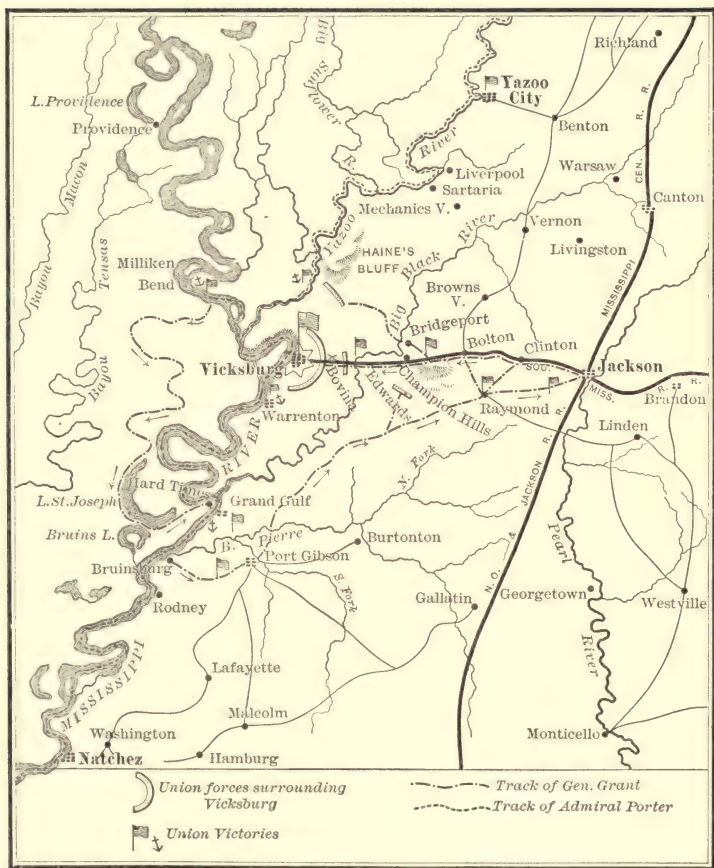 Richland
Yazoo
City
L. Providence
Providence
Big
Sunflower
R.
River
Benton
CEN. R. R.
Liverpool
Sartaria
Warsaw
Canton
Mechanics V.
Yazoo
HAINE'S
BLUFF
Big Black River
Vernon
Livingston
Bayou Macon
Tensas
Bayou
Milliken
Bend
Browns
V.
Bridgeport
MISSISSIPPI
Vicksburg
Bovina
Edwards
Champion Hills
Bolton
Clinton
SOU.
MISS. R. R.
Jackson
Brandon
Warrenton
Raymond
Linden
RIVER
N. Fork
L. St. Joseph
Hard Times
Grand Gulf
Bruins L.
B. Pierre
Burtonton
JACKSON R. R.
Pearl
River
Bruinsburg
Port Gibson
S. Fork
Rodney
Gallatin
N. O. &
Georgetown
Westville
MISSISSIPPI
Lafayette
Malcolm
Washington
Natchez
Hamburg
Monticello
Union forces surrounding
Vicksburg
Track of Gen. Grant
Track of Admiral Porter
Union Victories